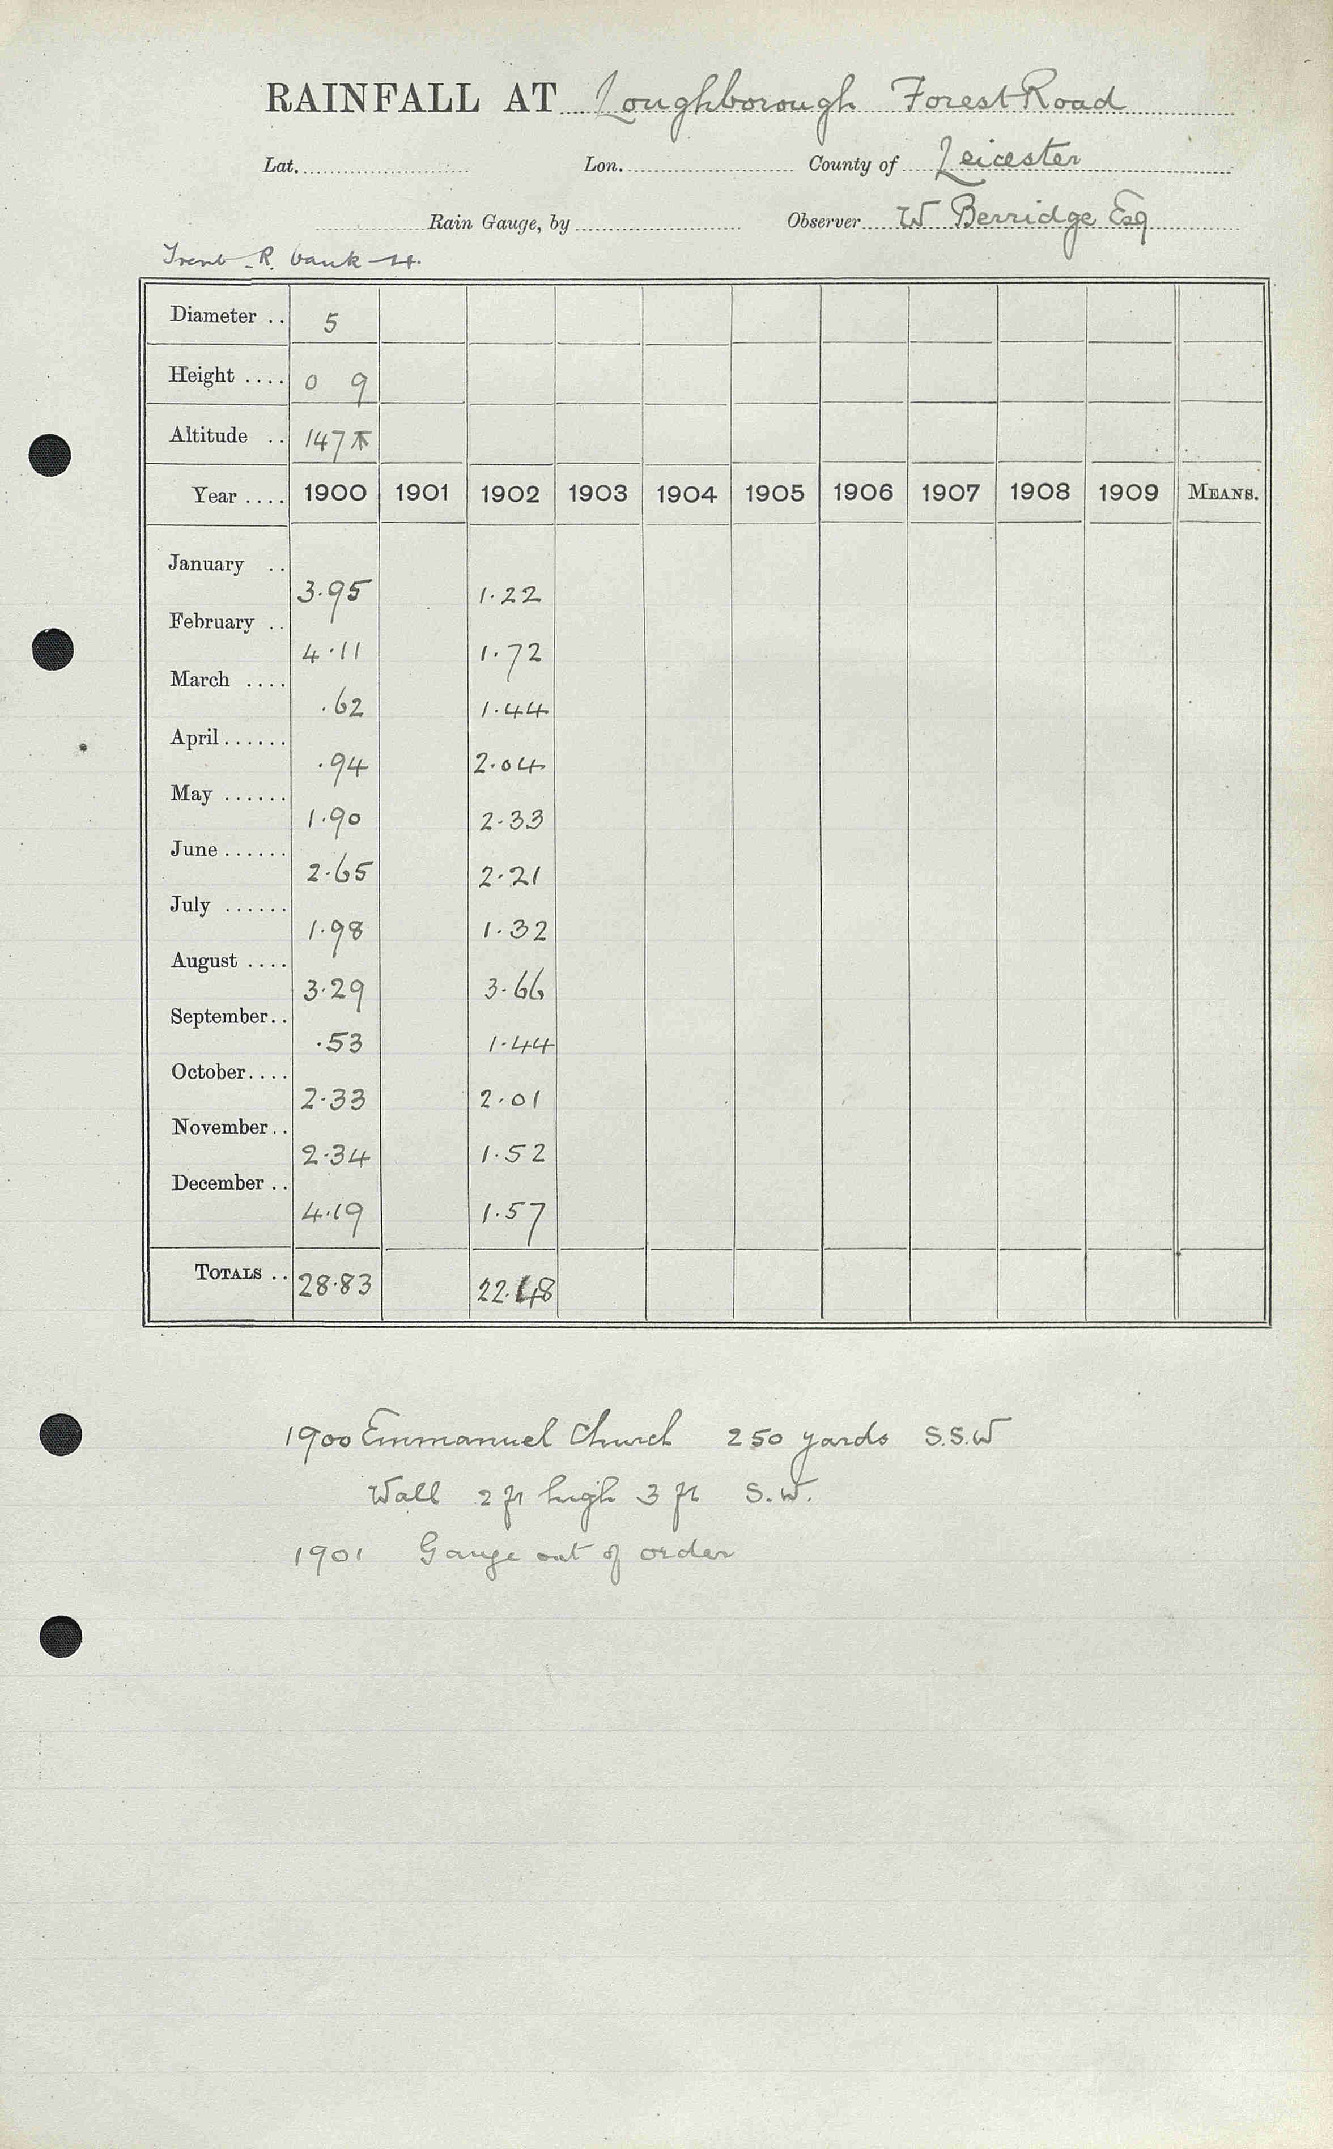 RAINFALL AT Loughborough Forest Road
Lat. Lon. County of Leicester
Rain Gauge, by Observer W Berridge Esq
Trent R. bank
Diameter .. 5
Height .... 0 9
Altitude .. 147
Year .... 1900 1901 1902 1903 1904 1905 1906 1907 1908 1909 MEANS.
January .. 3.95 1.22
February .. 4.11 1.72
March .... .62 1.44
April...... .94 2.04
May ...... 1.90 2.33
June ...... 2.65 2.21
July ...... 1.98 1.32
August .... 3.29 3.66
September.. .53 1.44
October.... 2.33 2.01
November.. 2.34 1.52
December .. 4.19 1.57
TOTALS .. 28.83 22.48
1900 Emmanuel Church 250 yards S.S.W
Wall 2 ft high 3 ft S.W.
1901 Gauge out of order